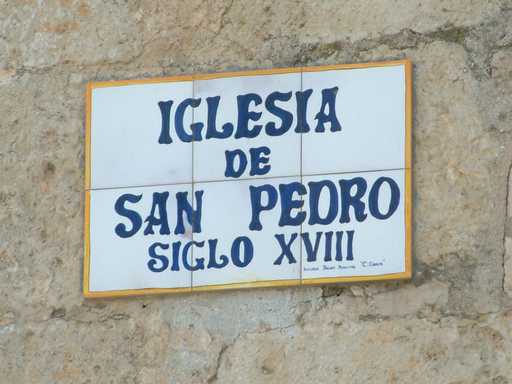 IGLESIA
DE
SAN PEDRO
SIGLO XVIII